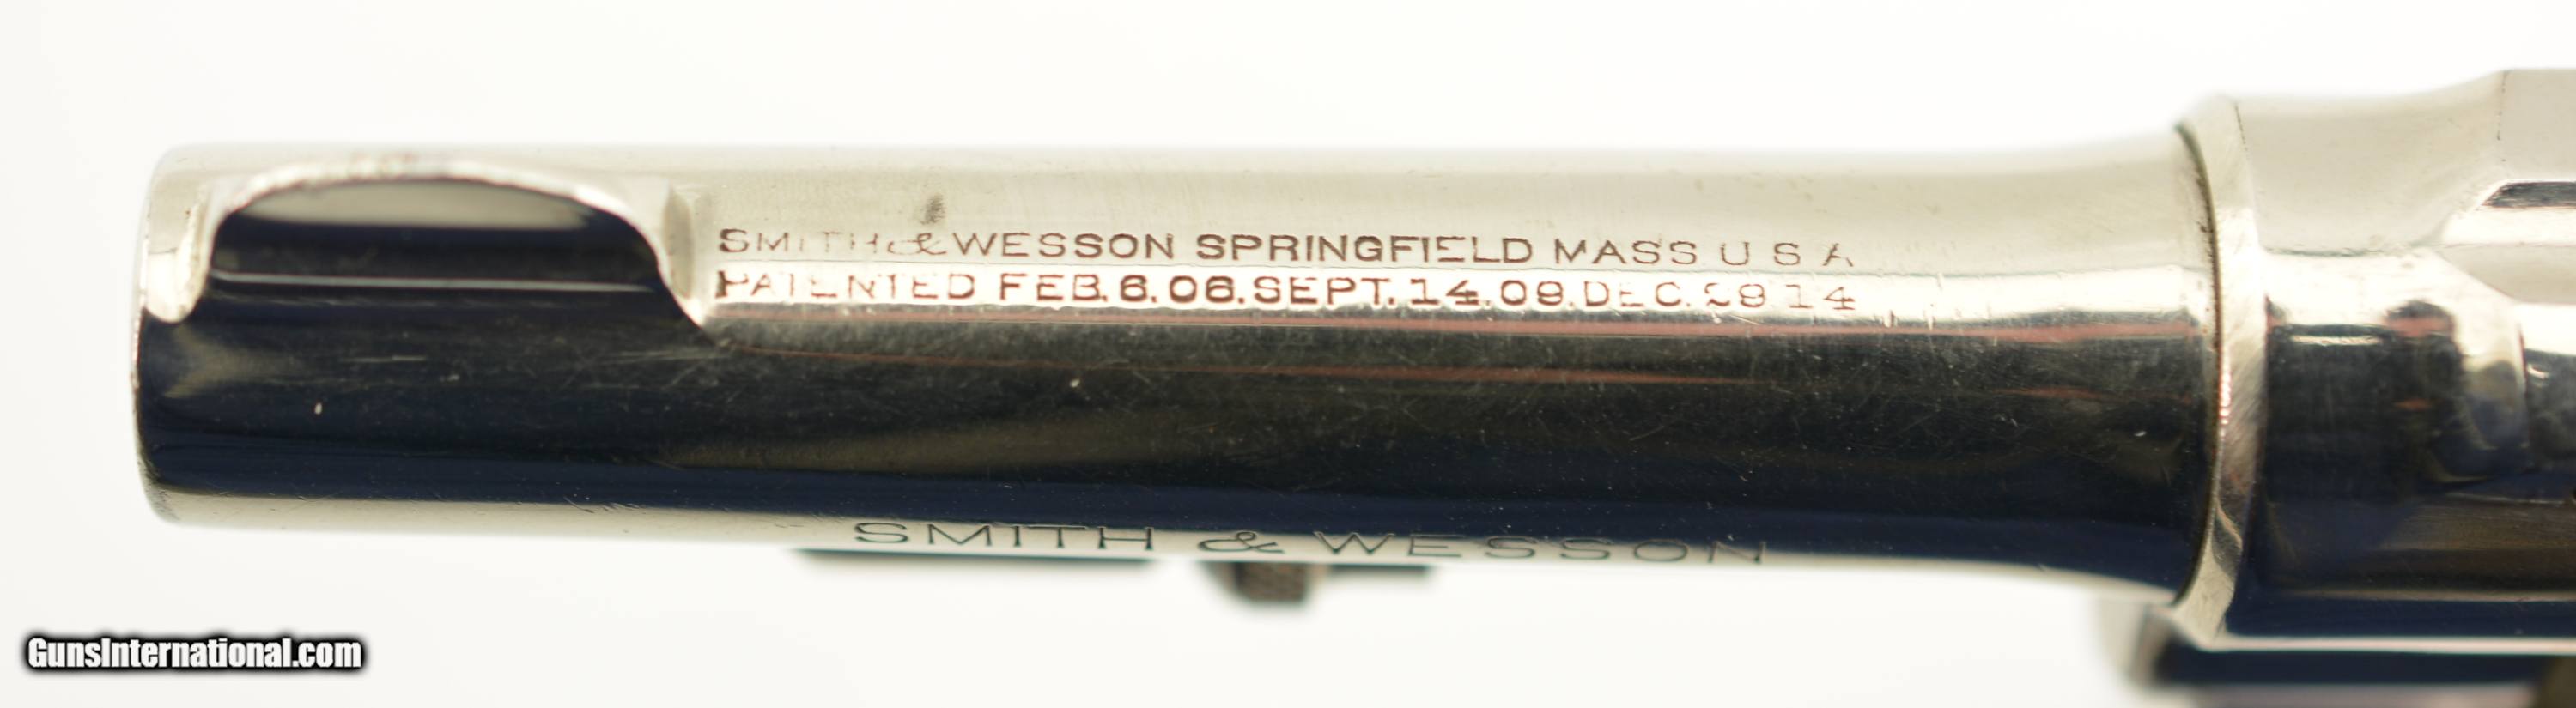 SMITH & WESSON SPRINGFIELD MASS U S A
PATENTED FEB. 6. 06. SEPT. 14. 09. DEC. 29 14
SMITH & WESSON
GunsInternational.com